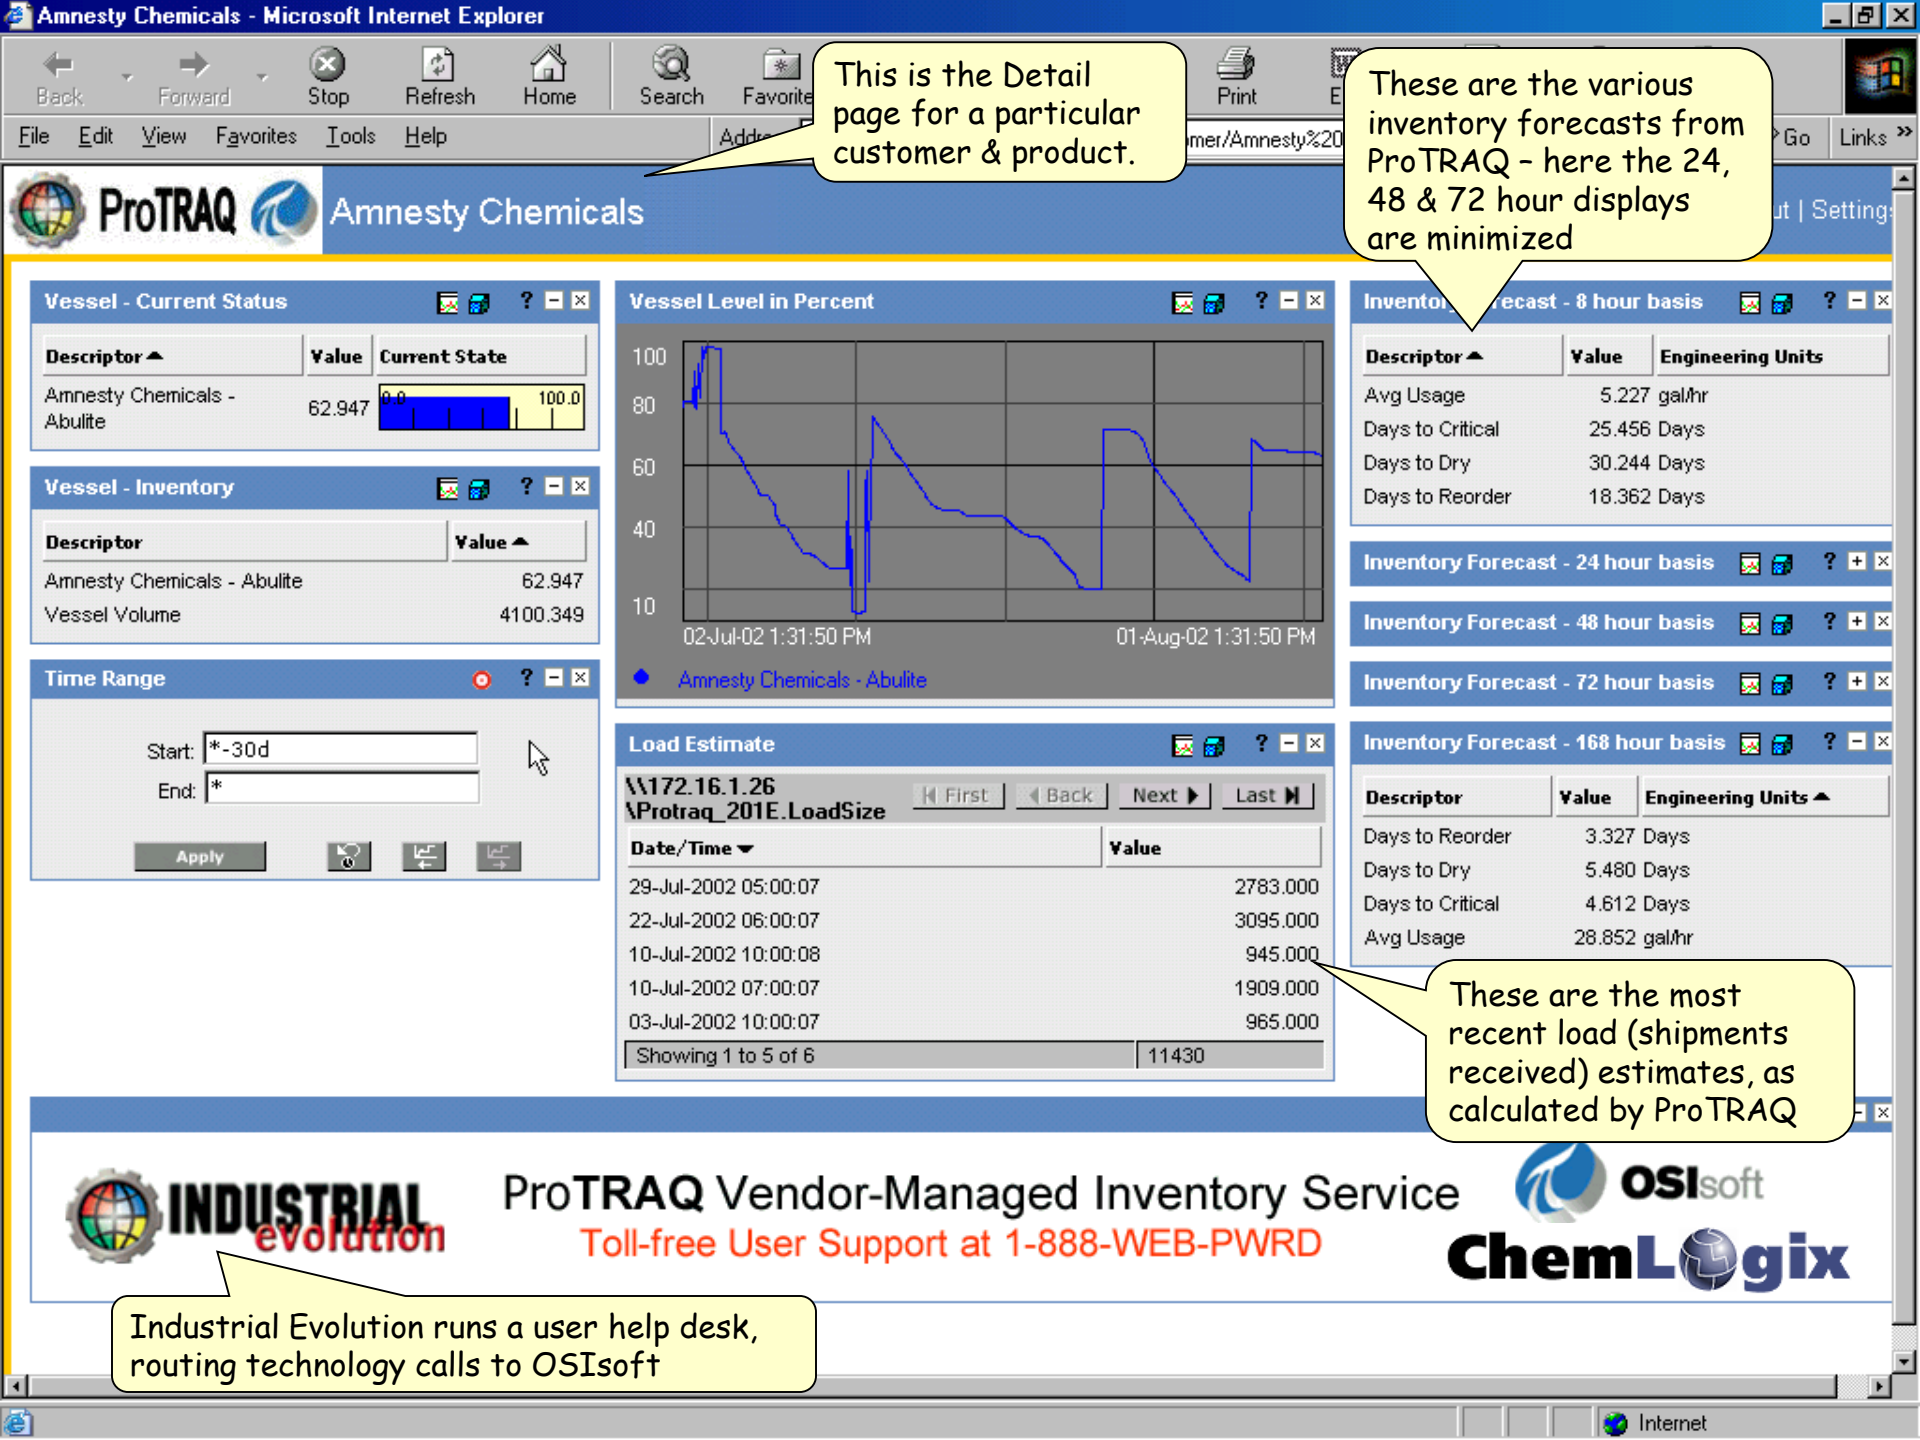 Amnesty Chemicals - Microsoft Internet Explorer
Back
Forward
Stop
Refresh
Home
Search
Print
File Edit View Favorites Tools Help
Go Links »
This is the Detail
page for a particular
customer & product.
These are the various
inventory forecasts from
ProTRAQ – here the 24,
48 & 72 hour displays
are minimized
ProTRAQ
Amnesty Chemicals
Vessel - Current Status ?
Descriptor Value Current State
Amnesty Chemicals -
Abulite
62.947
0.0 100.0
Vessel - Inventory ?
Descriptor Value
Amnesty Chemicals - Abulite 62.947
Vessel Volume 4100.349
Time Range ?
Start: *-30d
End: *
Apply
Vessel Level in Percent ?
100
80
60
40
10
02-Jul-02 1:31:50 PM 01-Aug-02 1:31:50 PM
Amnesty Chemicals - Abulite
Load Estimate ?
\\172.16.1.26
\Protraq_201E.LoadSize
First Back Next Last
Date/Time Value
29-Jul-2002 05:00:07 2783.000
22-Jul-2002 06:00:07 3095.000
10-Jul-2002 10:00:08 945.000
10-Jul-2002 07:00:07 1909.000
03-Jul-2002 10:00:07 965.000
Showing 1 to 5 of 6 11430
Inventory Forecast - 8 hour basis ?
Descriptor Value Engineering Units
Avg Usage 5.227 gal/hr
Days to Critical 25.456 Days
Days to Dry 30.244 Days
Days to Reorder 18.362 Days
Inventory Forecast - 24 hour basis ?
Inventory Forecast - 48 hour basis ?
Inventory Forecast - 72 hour basis ?
Inventory Forecast - 168 hour basis ?
Descriptor Value Engineering Units
Days to Reorder 3.327 Days
Days to Dry 5.480 Days
Days to Critical 4.612 Days
Avg Usage 28.852 gal/hr
These are the most
recent load (shipments
received) estimates, as
calculated by ProTRAQ
INDUSTRIAL
evolution
ProTRAQ Vendor-Managed Inventory Service
Toll-free User Support at 1-888-WEB-PWRD
OSIsoft
ChemLogix
Industrial Evolution runs a user help desk,
routing technology calls to OSIsoft
Internet